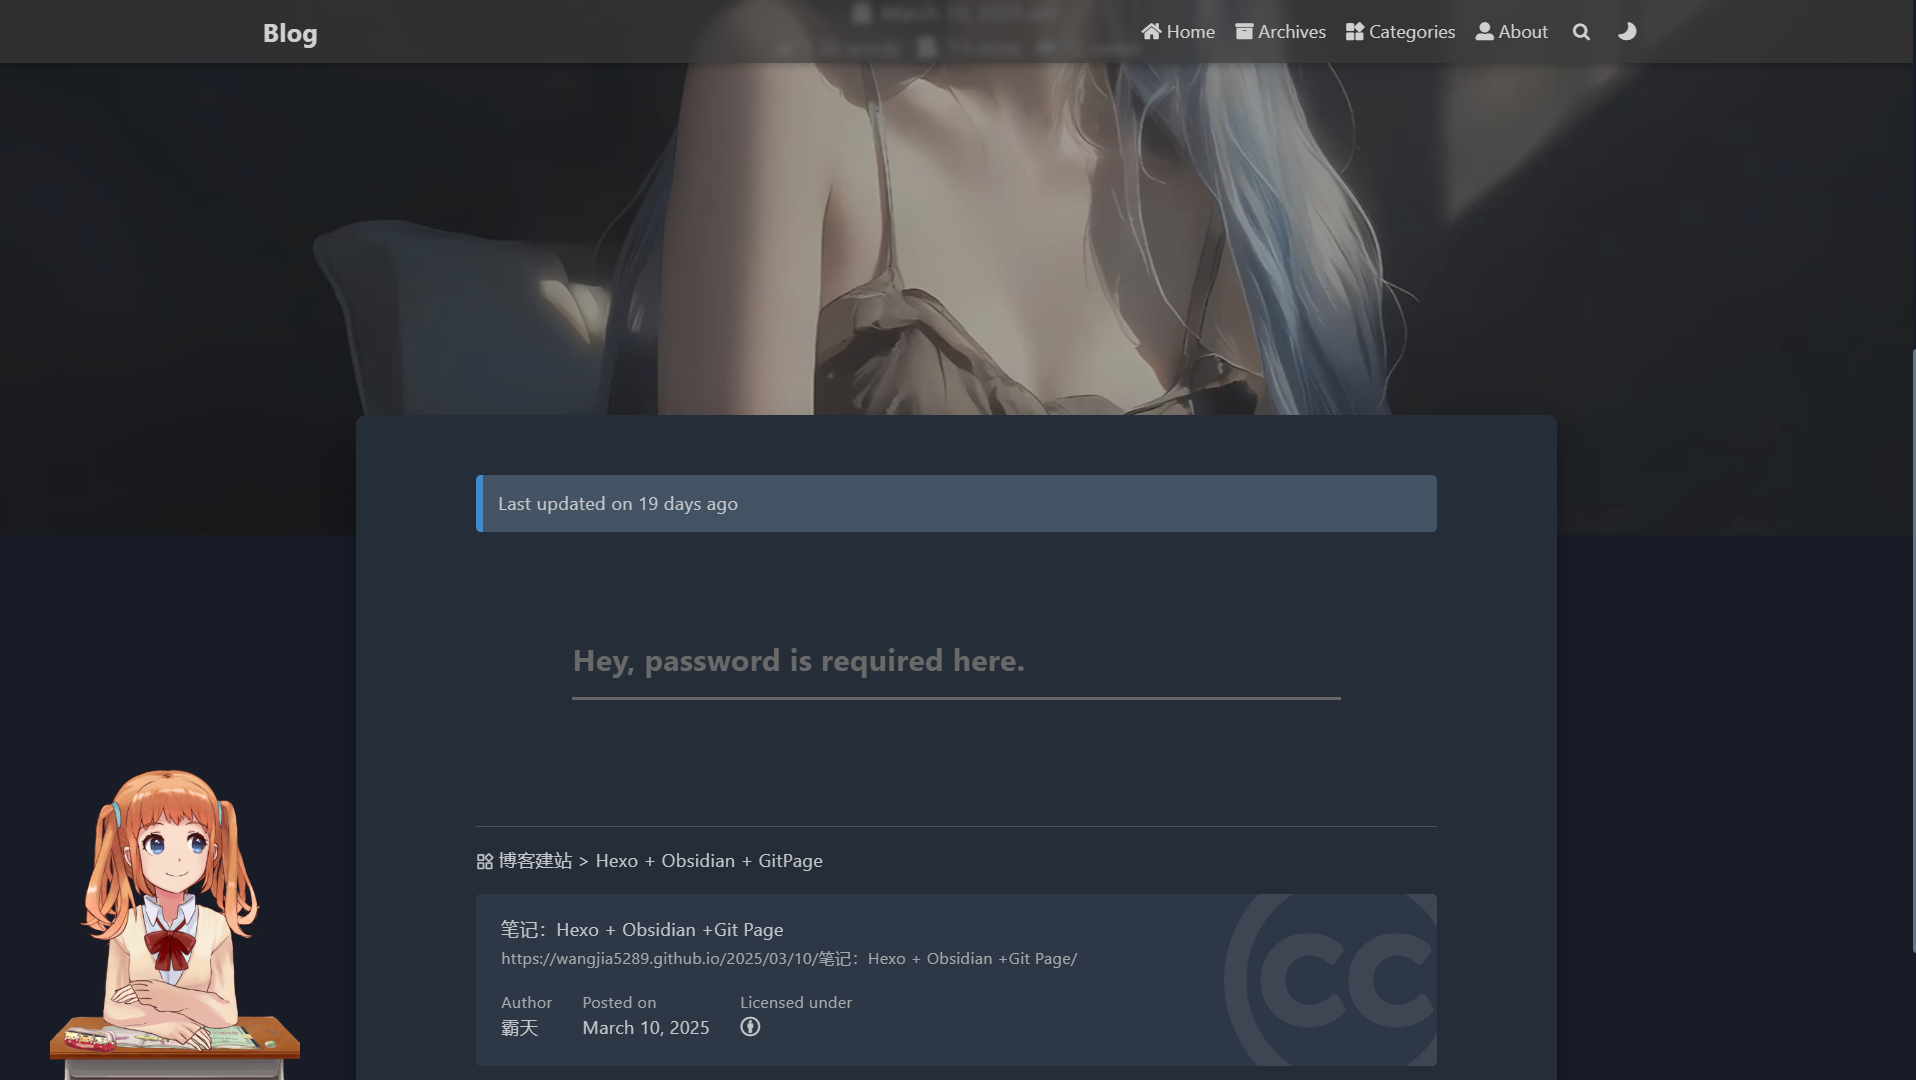 Blog
Home
Archives
Categories
About
Last updated on 19 days ago
Hey, password is required here.
博客建站 > Hexo + Obsidian + GitPage
笔记：Hexo + Obsidian +Git Page
https://wangjia5289.github.io/2025/03/10/笔记：Hexo + Obsidian +Git Page/
Author
霸天
Posted on
March 10, 2025
Licensed under